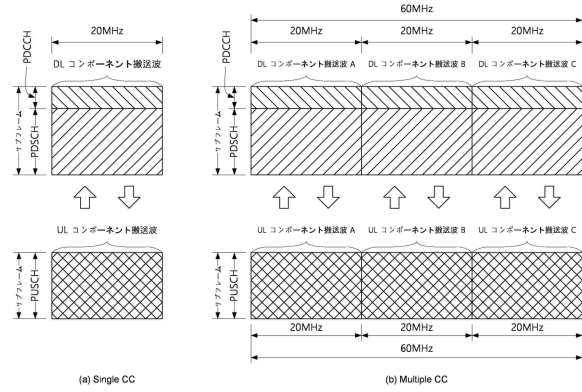 20MHz
DL コンポーネント搬送波
PDCCH
サブフレーム
PDSCH
UL コンポーネント搬送波
サブフレーム
PUSCH
(a) Single CC
60MHz
20MHz 20MHz 20MHz
DL コンポーネント搬送波 A DL コンポーネント搬送波 B DL コンポーネント搬送波 C
PDCCH
サブフレーム
PDSCH
UL コンポーネント搬送波 A UL コンポーネント搬送波 B UL コンポーネント搬送波 C
サブフレーム
PUSCH
20MHz 20MHz 20MHz
60MHz
(b) Multiple CC